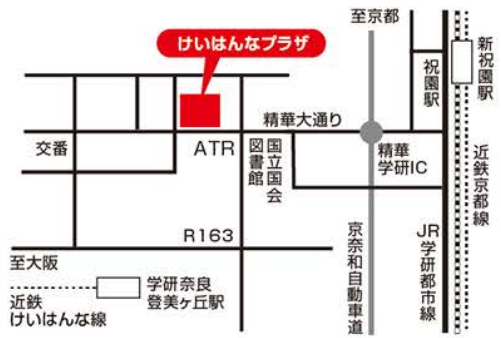 至京都
けいはんなプラザ
新祝園駅
祝園駅
精華大通り
交番
ATR
国立国会
図書館
精華
学研IC
近鉄京都線
R163
京奈和自動車道
JR学研都市線
至大阪
学研奈良
登美ヶ丘駅
近鉄
けいはんな線